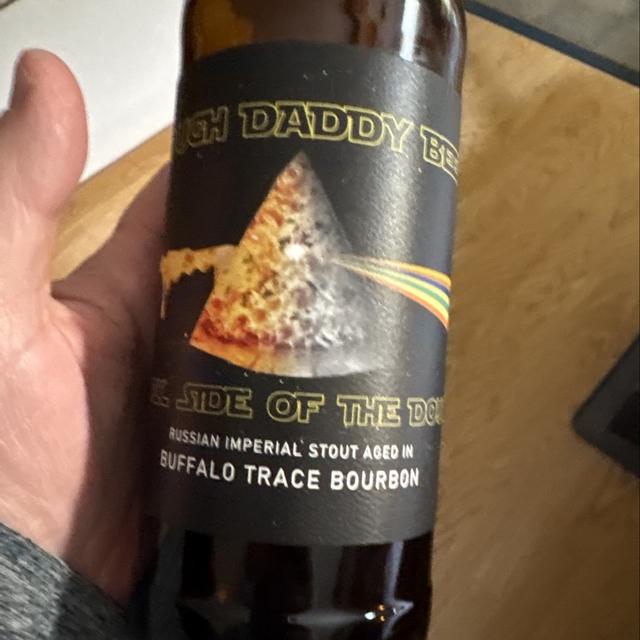 DADDY
SIDE OF THE
RUSSIAN IMPERIAL STOUT AGED IN
BUFFALO TRACE BOURBON